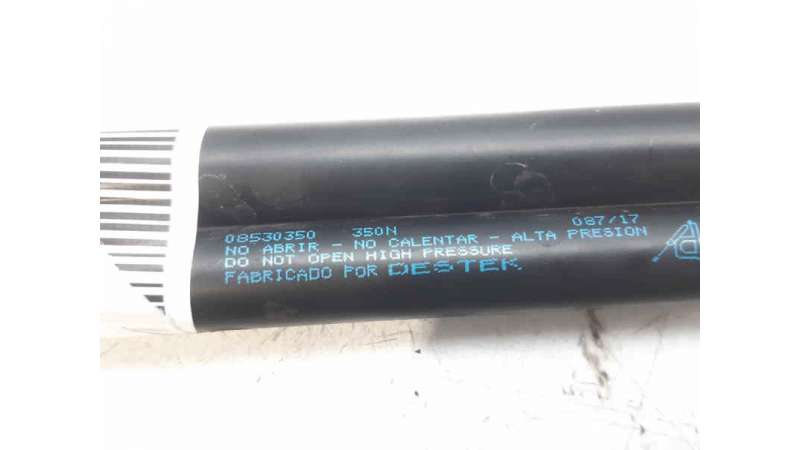 08530350 350N 087/17
NO ABRIR - NO CALENTAR - ALTA PRESION
DO NOT OPEN HIGH PRESSURE
FABRICADO POR DESTEK